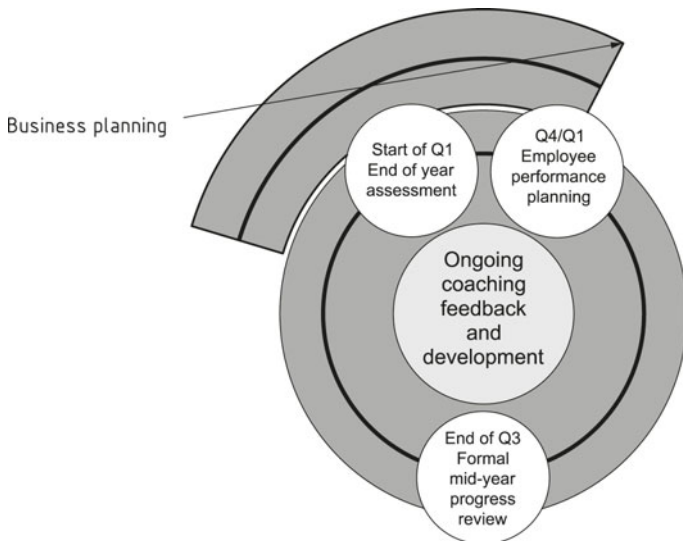 Business planning
Start of Q1
End of year
assessment
Q4/Q1
Employee
performance
planning
Ongoing
coaching
feedback
and
development
End of Q3
Formal
mid-year
progress
review